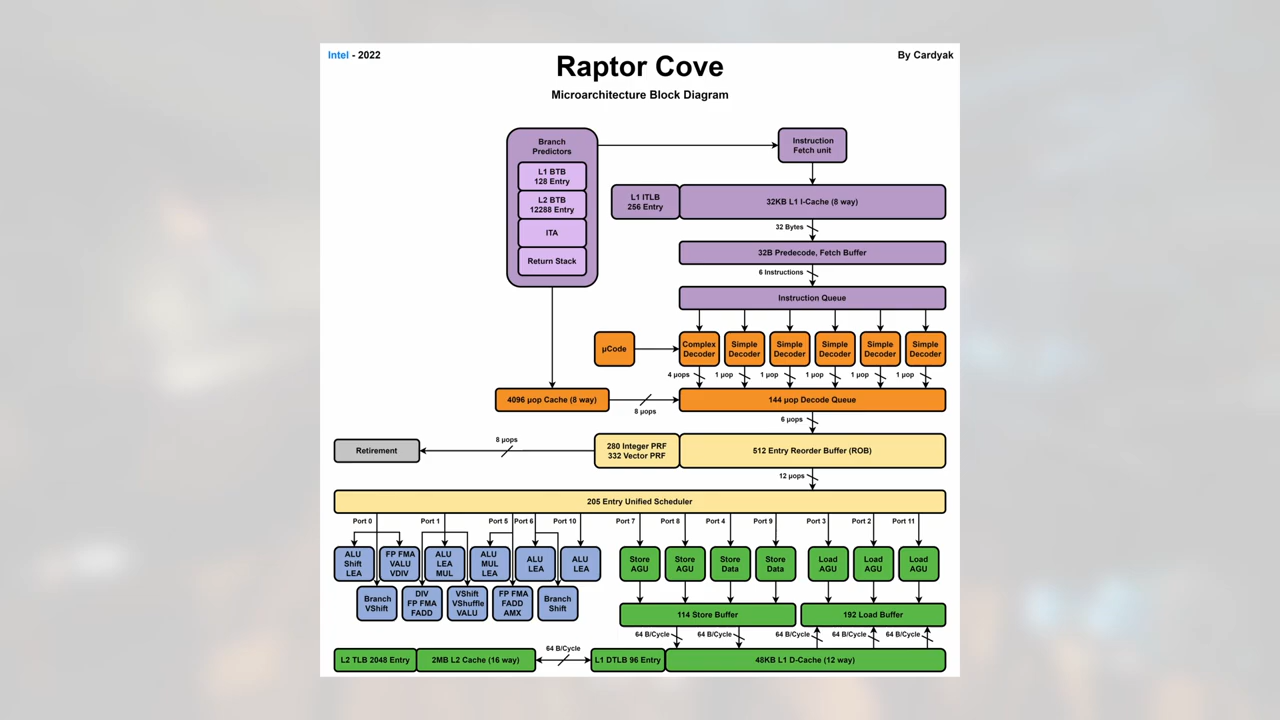 Intel - 2022
By Cardyak
Raptor Cove
Microarchitecture Block Diagram
Branch
Predictors
L1 BTB
128 Entry
L2 BTB
12288 Entry
ITA
Return Stack
Instruction
Fetch unit
L1 ITLB
256 Entry
32KB L1 I-Cache (8 way)
32 Bytes
32B Predecode, Fetch Buffer
6 Instructions
Instruction Queue
µCode
Complex
Decoder
Simple
Decoder
Simple
Decoder
Simple
Decoder
Simple
Decoder
Simple
Decoder
4 µops
1 µop
1 µop
1 µop
1 µop
1 µop
4096 µop Cache (8 way)
8 µops
144 µop Decode Queue
6 µops
Retirement
8 µops
280 Integer PRF
332 Vector PRF
512 Entry Reorder Buffer (ROB)
12 µops
205 Entry Unified Scheduler
Port 0
Port 1
Port 5
Port 6
Port 10
Port 7
Port 8
Port 4
Port 9
Port 3
Port 2
Port 11
ALU
Shift
LEA
FP FMA
VALU
VDIV
ALU
LEA
MUL
ALU
MUL
LEA
ALU
LEA
ALU
LEA
Store
AGU
Store
AGU
Store
Data
Store
Data
Load
AGU
Load
AGU
Load
AGU
Branch
VShift
DIV
FP FMA
FADD
VShift
VShuffle
VALU
FP FMA
FADD
AMX
Branch
Shift
114 Store Buffer
192 Load Buffer
64 B/Cycle
64 B/Cycle
64 B/Cycle
64 B/Cycle
64 B/Cycle
L2 TLB 2048 Entry
2MB L2 Cache (16 way)
64 B/Cycle
L1 DTLB 96 Entry
48KB L1 D-Cache (12 way)